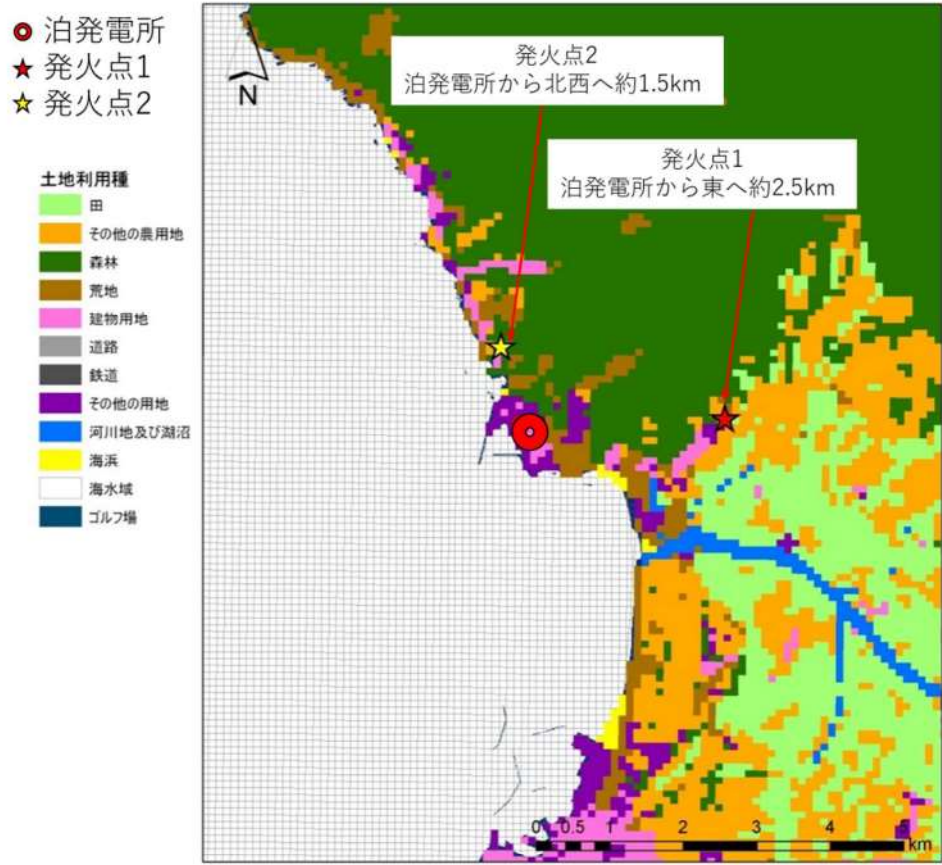 泊発電所
発火点1
発火点2
N
発火点2
泊発電所から北西へ約1.5km
発火点1
泊発電所から東へ約2.5km
土地利用種
田
その他の農用地
森林
荒地
建物用地
道路
鉄道
その他の用地
河川地及び湖沼
海浜
海水域
ゴルフ場
0 0.5 1 2 3 4 5
km